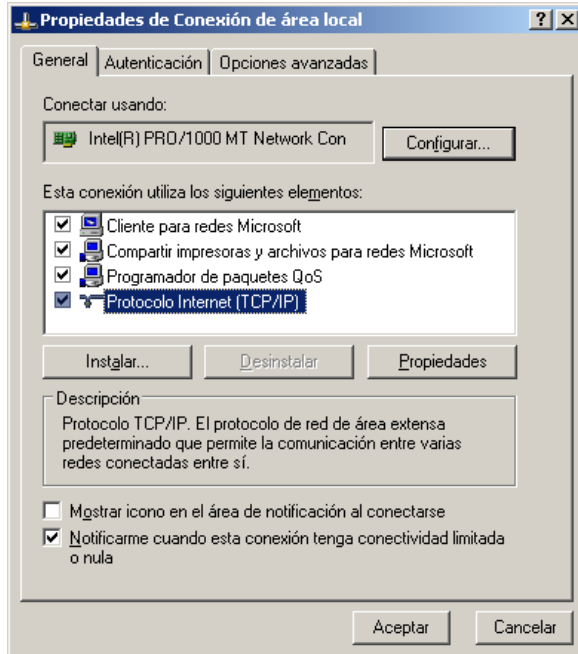 Propiedades de Conexión de área local
General
Autenticación
Opciones avanzadas
Conectar usando:
Intel(R) PRO/1000 MT Network Con
Configurar...
Esta conexión utiliza los siguientes elementos:
Cliente para redes Microsoft
Compartir impresoras y archivos para redes Microsoft
Programador de paquetes QoS
Protocolo Internet (TCP/IP)
Instalar...
Desinstalar
Propiedades
Descripción
Protocolo TCP/IP. El protocolo de red de área extensa
predeterminado que permite la comunicación entre varias
redes conectadas entre sí.
Mostrar icono en el área de notificación al conectarse
Notificarme cuando esta conexión tenga conectividad limitada
o nula
Aceptar
Cancelar